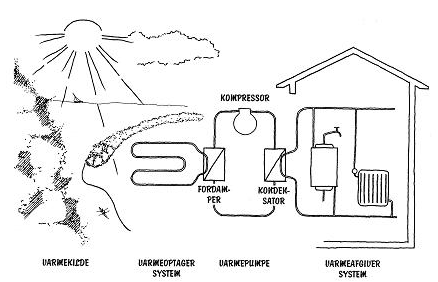 KOMPRESSOR
FORDAM-
PER
KONDEN-
SATOR
VARMEKILDE
VARMEOPTAGER
SYSTEM
VARMEPUMPE
VARMEAFGIVER
SYSTEM